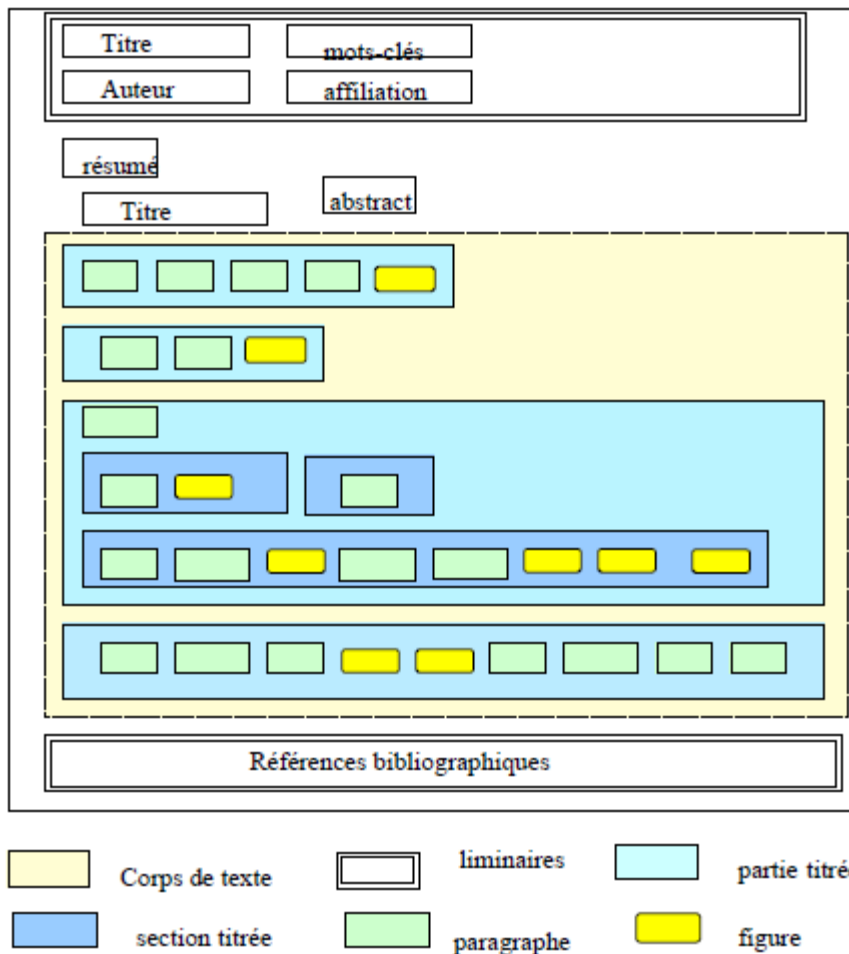 Titre
mots-clés
Auteur
affiliation
résumé
abstract
Titre
Références bibliographiques
Corps de texte
liminaires
partie titré
section titrée
paragraphe
figure